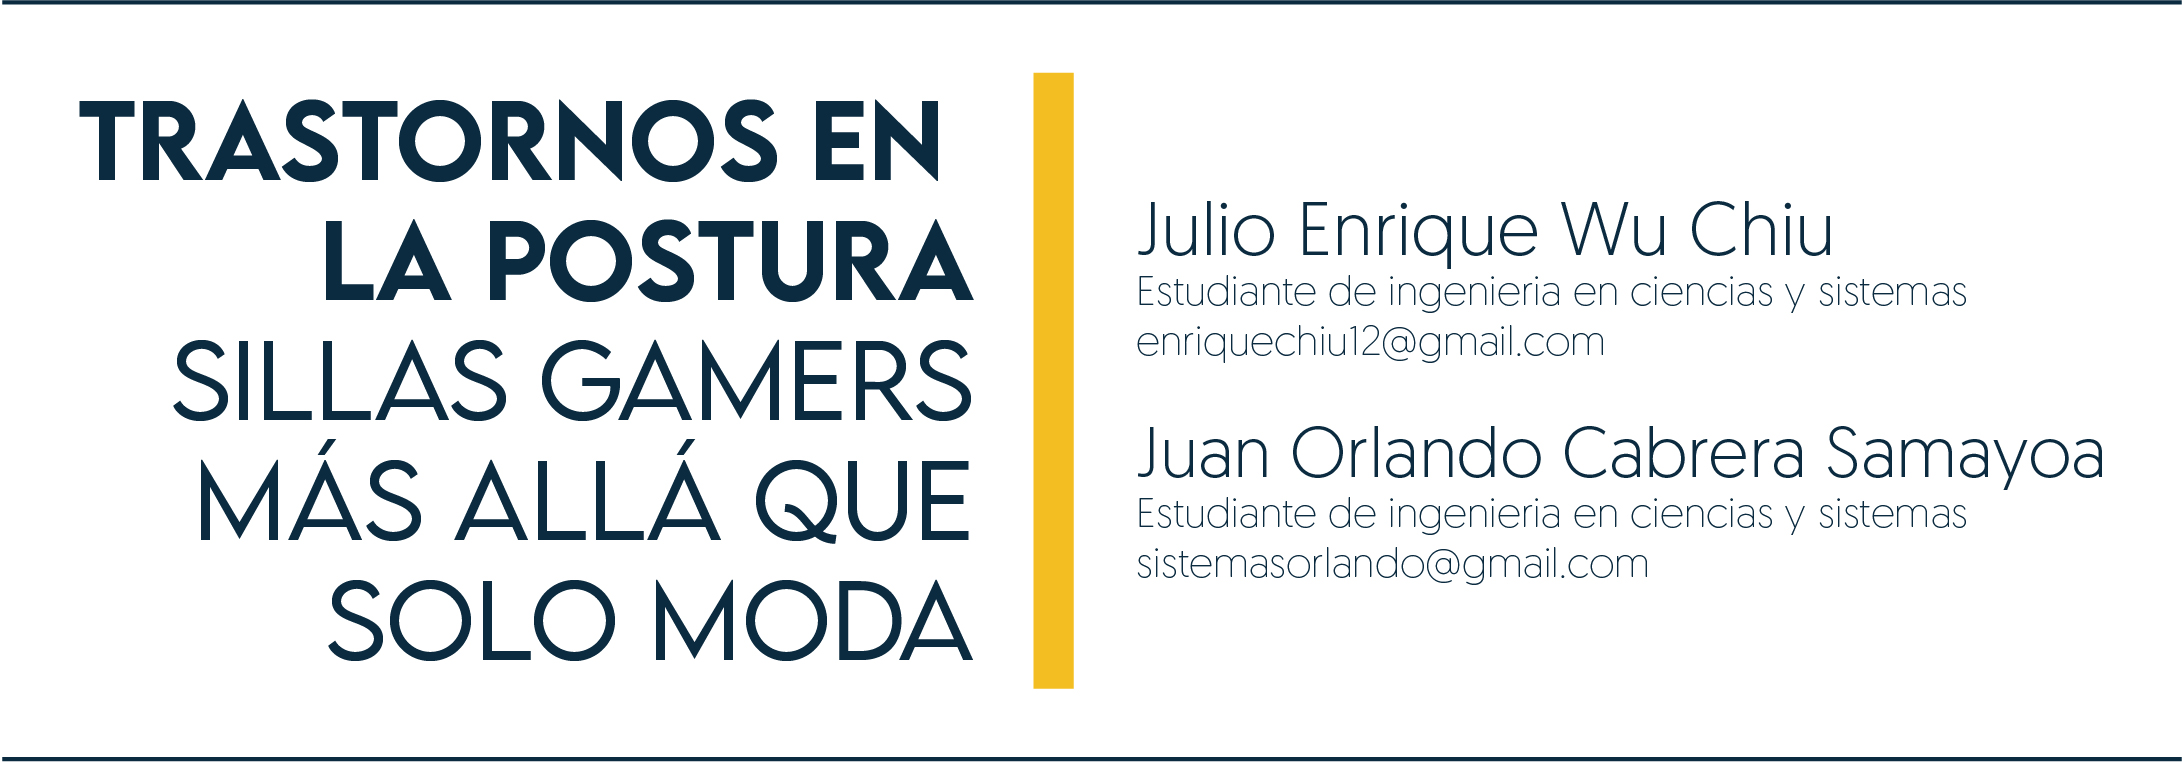 TRASTORNOS EN
LA POSTURA
SILLAS GAMERS
MÁS ALLÁ QUE
SOLO MODA
Julio Enrique Wu Chiu
Estudiante de ingenieria en ciencias y sistemas
enriquechiu12@gmail.com
Juan Orlando Cabrera Samayoa
Estudiante de ingenieria en ciencias y sistemas
sistemasorlando@gmail.com